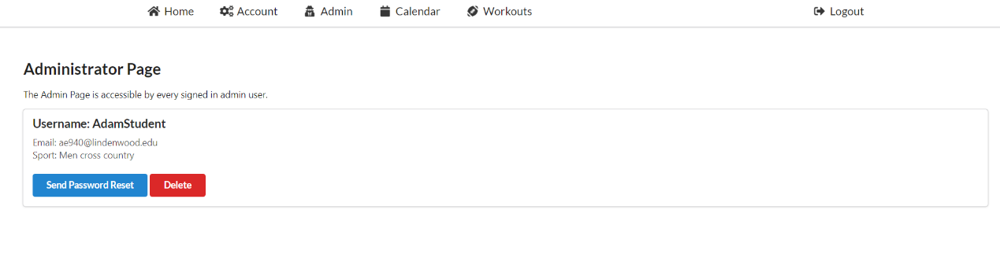 Home Account Admin Calendar Workouts Logout
Administrator Page
The Admin Page is accessible by every signed in admin user.
Username: AdamStudent
Email: ae940@lindenwood.edu
Sport: Men cross country
Send Password Reset Delete